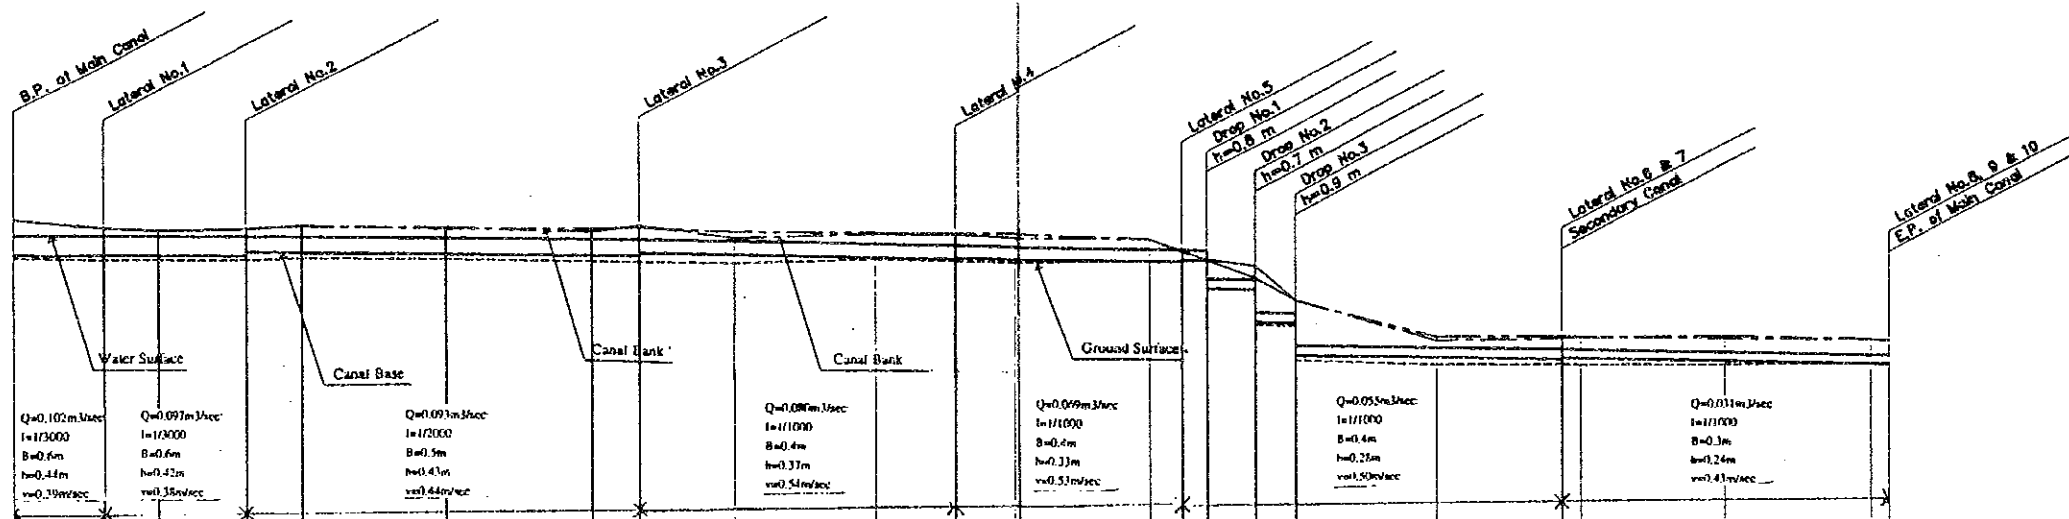 B.P. of Main Canal
Lateral No.1
Lateral No.2
Lateral No.3
Lateral N.4
Lateral No.5
Drop No.1
h=0.8 m
Drop No.2
h=0.7 m
Drop No.3
h=0.9 m
Lateral No.6 & 7
Secondary Canal
Lateral No.8, 9 & 10
E.P. of Main Canal
Water Surface
Canal Base
Canal Bank
Canal Bank
Ground Surface
Q=0.102m3/sec
I=1/3000
B=0.6m
h=0.44m
v=0.39m/sec
Q=0.097m3/sec
I=1/3000
B=0.6m
h=0.42m
v=0.38m/sec
Q=0.093m3/sec
I=1/2000
B=0.5m
h=0.43m
v=0.44m/sec
Q=0.080m3/sec
I=1/1000
B=0.4m
h=0.37m
v=0.54m/sec
Q=0.069m3/sec
I=1/1000
B=0.4m
h=0.33m
v=0.53m/sec
Q=0.055m3/sec
I=1/1000
B=0.4m
h=0.28m
v=0.50m/sec
Q=0.031m3/sec
I=1/1000
B=0.3m
h=0.24m
v=0.43m/sec